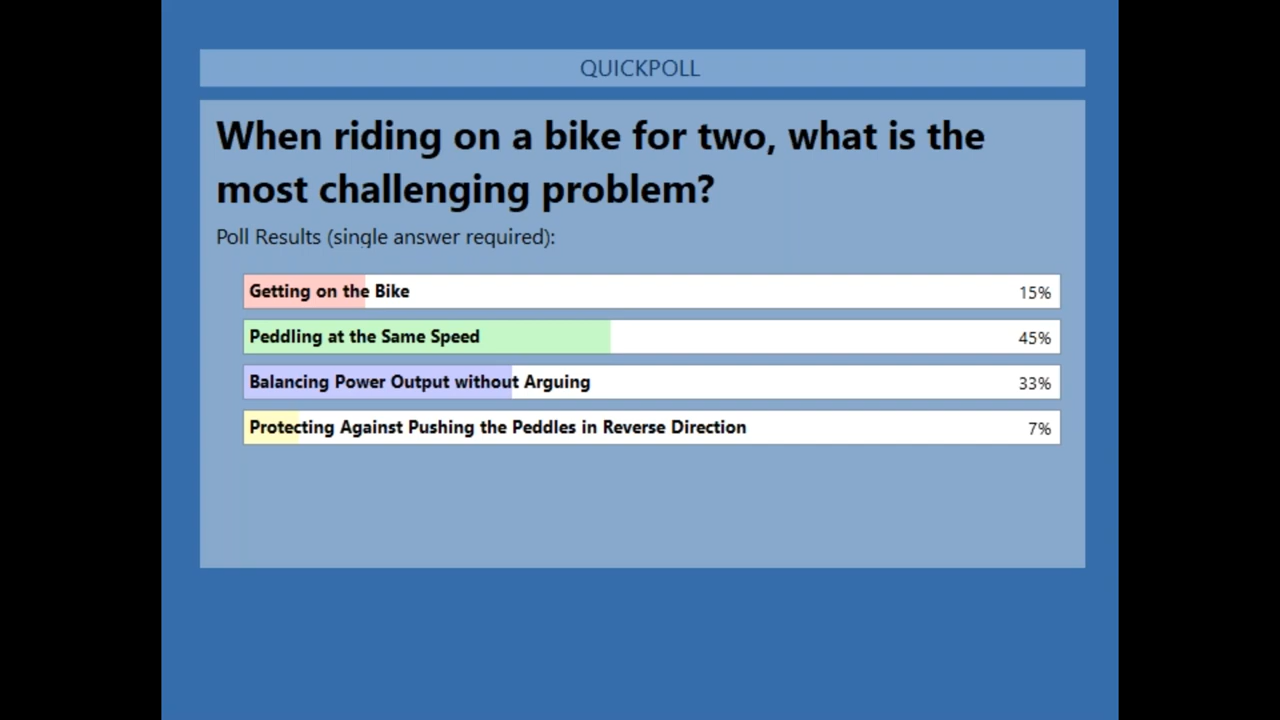 QUICKPOLL
When riding on a bike for two, what is the
most challenging problem?
Poll Results (single answer required):
Getting on the Bike 15%
Peddling at the Same Speed 45%
Balancing Power Output without Arguing 33%
Protecting Against Pushing the Peddles in Reverse Direction 7%